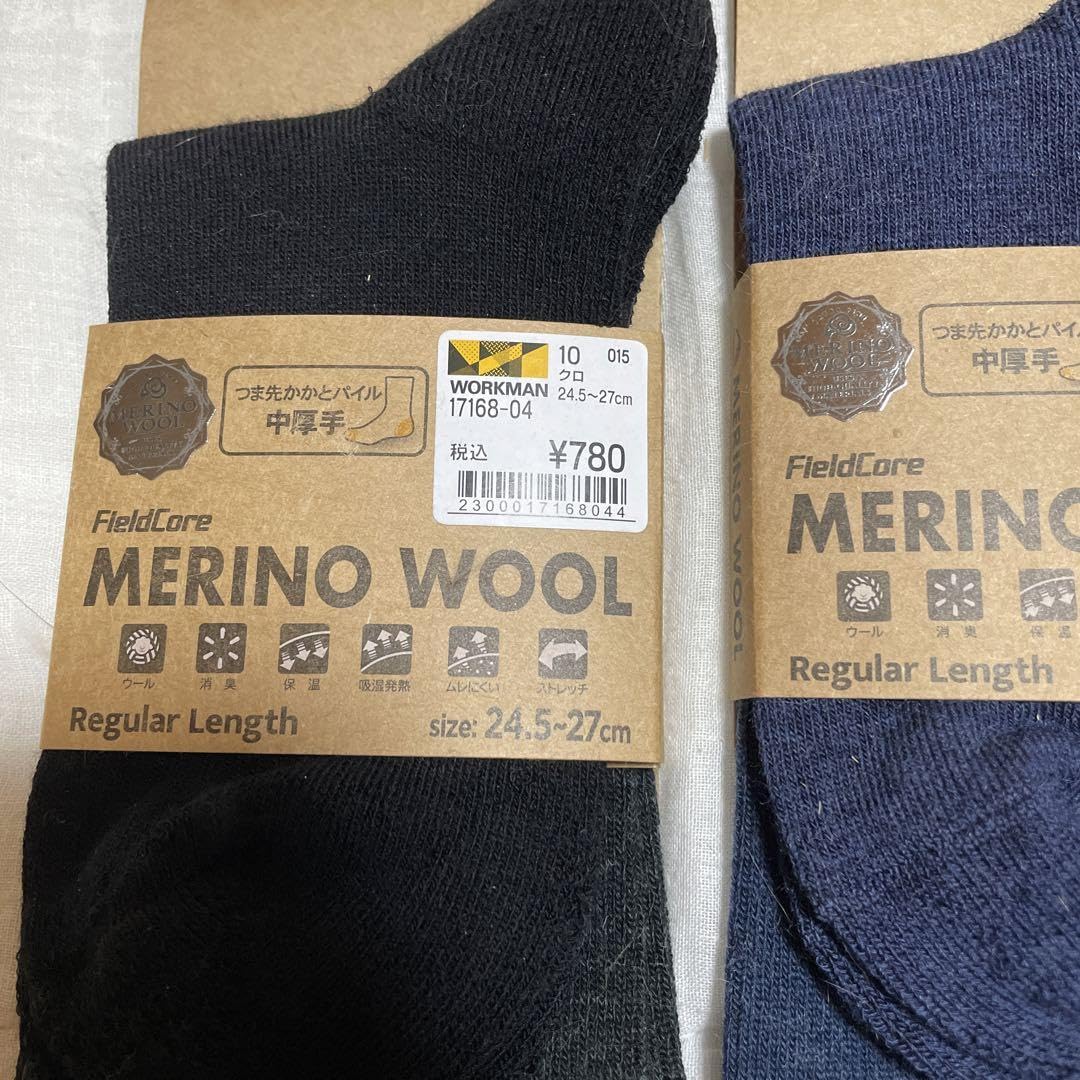 MERINO
WOOL
つま先かかとパイル
中厚手
WORKMAN
10 015
クロ
24.5~27cm
17168-04
税込 ¥780
2300017168044
FieldCore
MERINO WOOL
ウール
消臭
保温
吸湿発熱
ムレにくい
ストレッチ
Regular Length
size: 24.5~27cm
MERINO WOOL
MERINO
WOOL
つま先かかとパ
中厚手
FieldCore
MERINO
ウール
消臭
保温
Regular Length